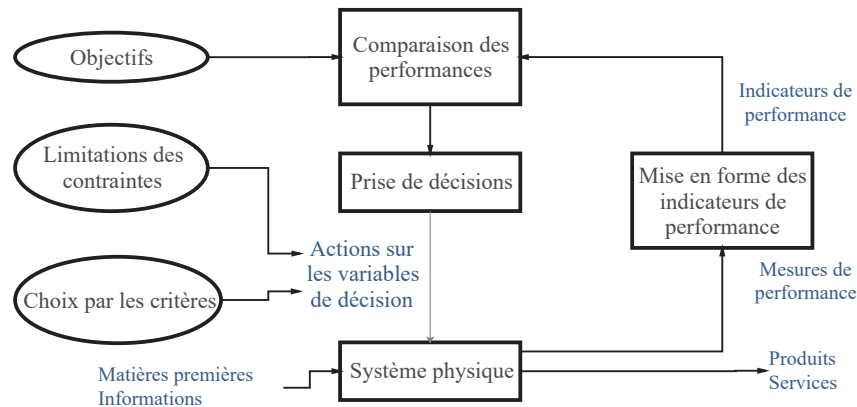 Objectifs
Comparaison des
performances
Indicateurs de
performance
Limitations des
contraintes
Prise de décisions
Mise en forme des
indicateurs de
performance
Actions sur
les variables
de décision
Choix par les critères
Mesures de
performance
Matières premières
Informations
Système physique
Produits
Services